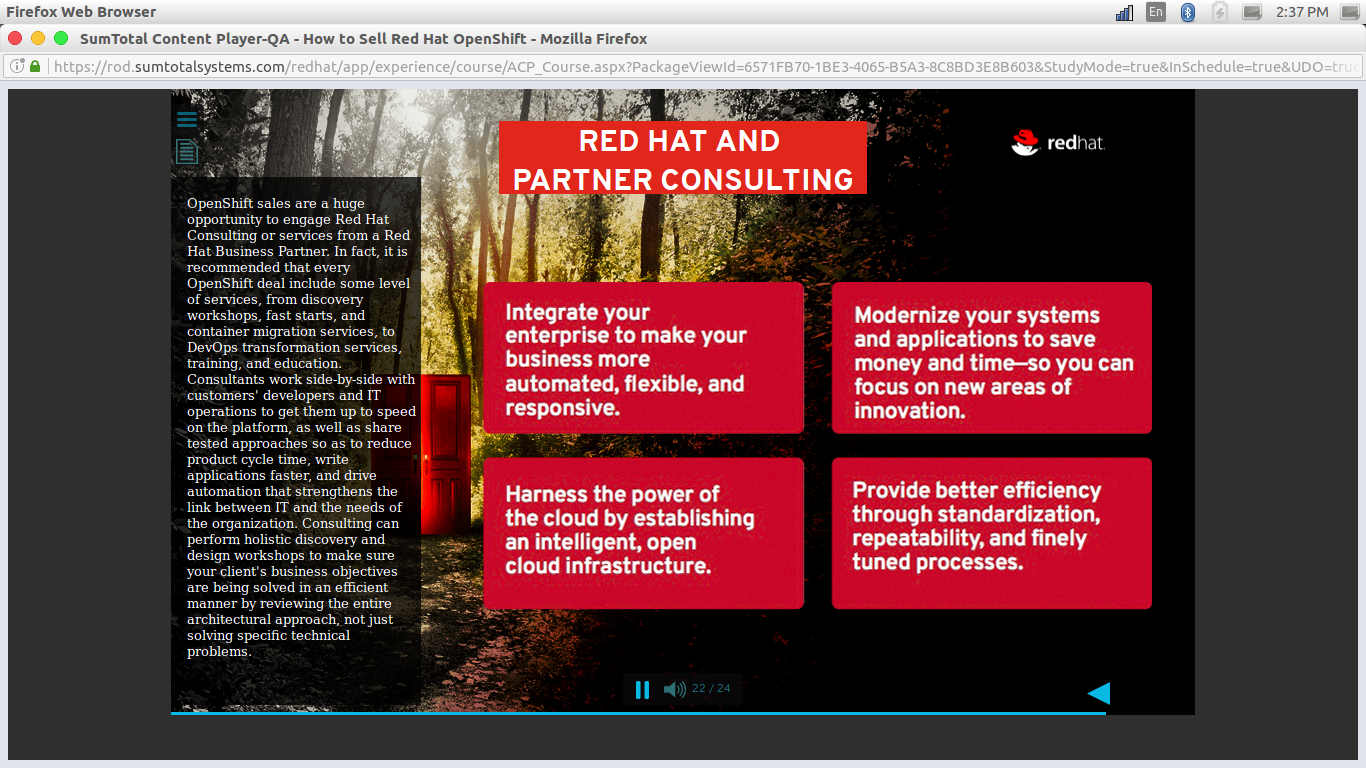 Firefox Web Browser
En
2:37 PM
SumTotal Content Player-QA - How to Sell Red Hat OpenShift - Mozilla Firefox
https://rod.sumtotalsystems.com/redhat/app/experience/course/ACP_Course.aspx?PackageViewId=6571FB70-1BE3-4065-B5A3-8C8BD3E8B603&StudyMode=true&InSchedule=true&UDO=true
RED HAT AND
PARTNER CONSULTING
redhat.
OpenShift sales are a huge
opportunity to engage Red Hat
Consulting or services from a Red
Hat Business Partner. In fact, it is
recommended that every
OpenShift deal include some level
of services, from discovery
workshops, fast starts, and
container migration services, to
DevOps transformation services,
training, and education.
Consultants work side-by-side with
customers' developers and IT
operations to get them up to speed
on the platform, as well as share
tested approaches so as to reduce
product cycle time, write
applications faster, and drive
automation that strengthens the
link between IT and the needs of
the organization. Consulting can
perform holistic discovery and
design workshops to make sure
your client's business objectives
are being solved in an efficient
manner by reviewing the entire
architectural approach, not just
solving specific technical
problems.
Integrate your
enterprise to make your
business more
automated, flexible, and
responsive.
Modernize your systems
and applications to save
money and time—so you can
focus on new areas of
innovation.
Harness the power of
the cloud by establishing
an intelligent, open
cloud infrastructure.
Provide better efficiency
through standardization,
repeatability, and finely
tuned processes.
22 / 24